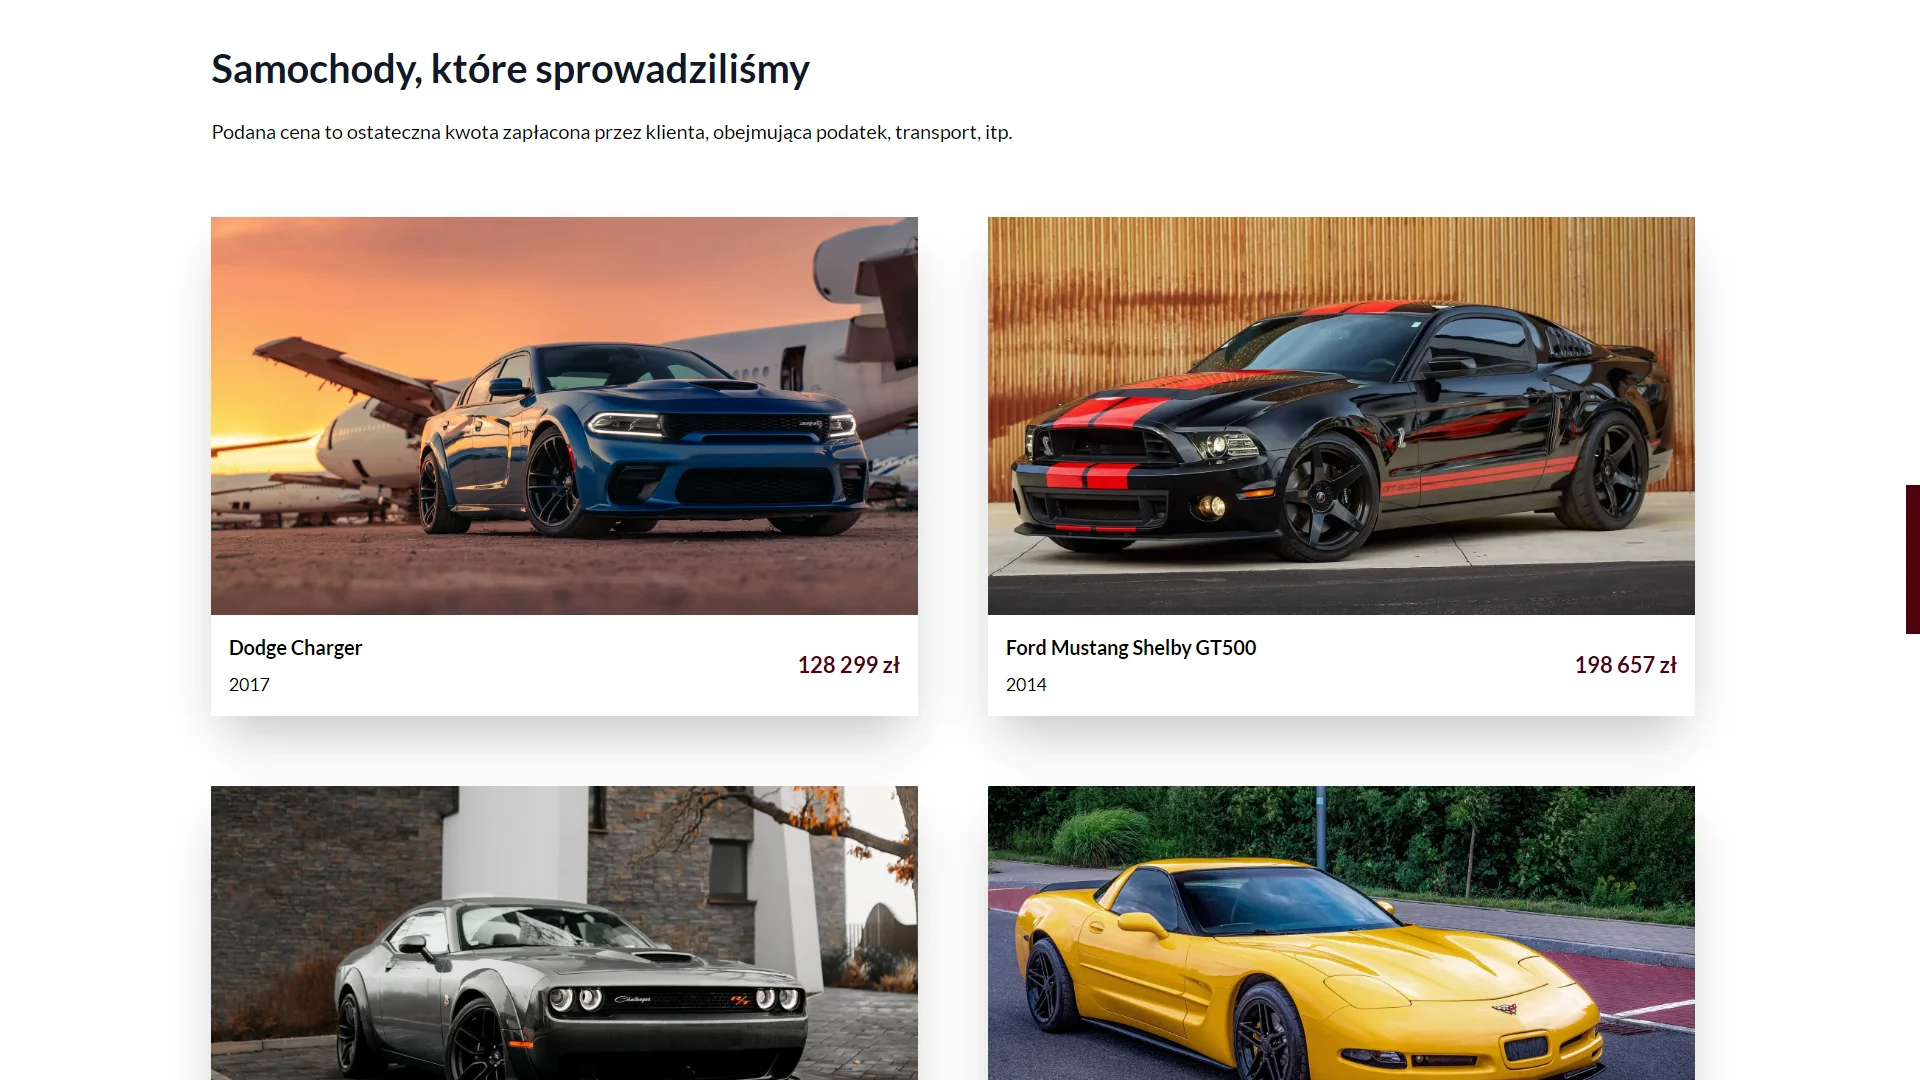 Samochody, które sprowadziliśmy
Podana cena to ostateczna kwota zapłacona przez klienta, obejmująca podatek, transport, itp.
Dodge Charger
2017
128 299 zł
Ford Mustang Shelby GT500
2014
198 657 zł
Challenger R/T